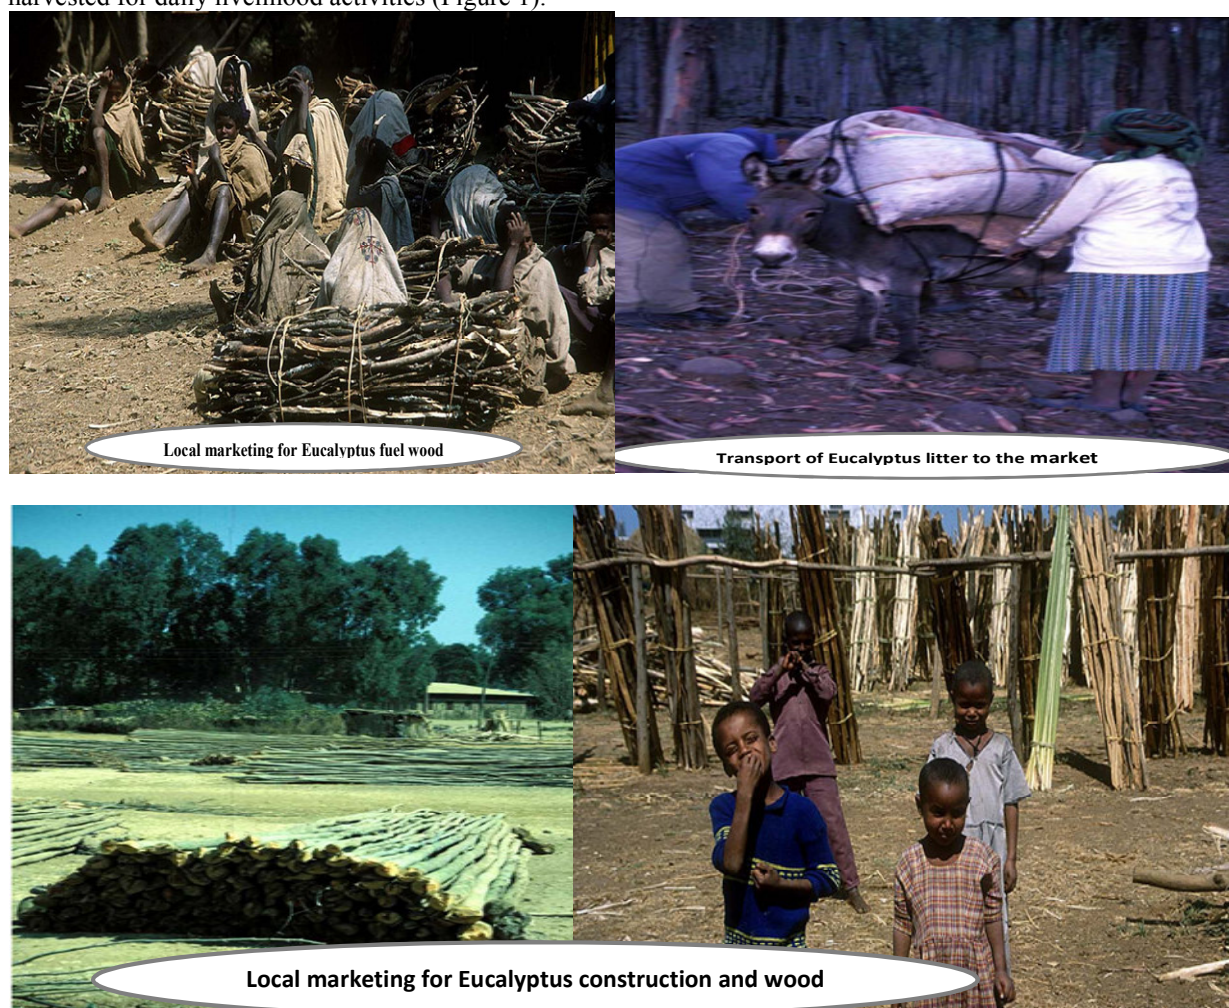 harvested for daily livelihood activities (Figure 1).
Local marketing for Eucalyptus fuel wood
Transport of Eucalyptus litter to the market
Local marketing for Eucalyptus construction and wood